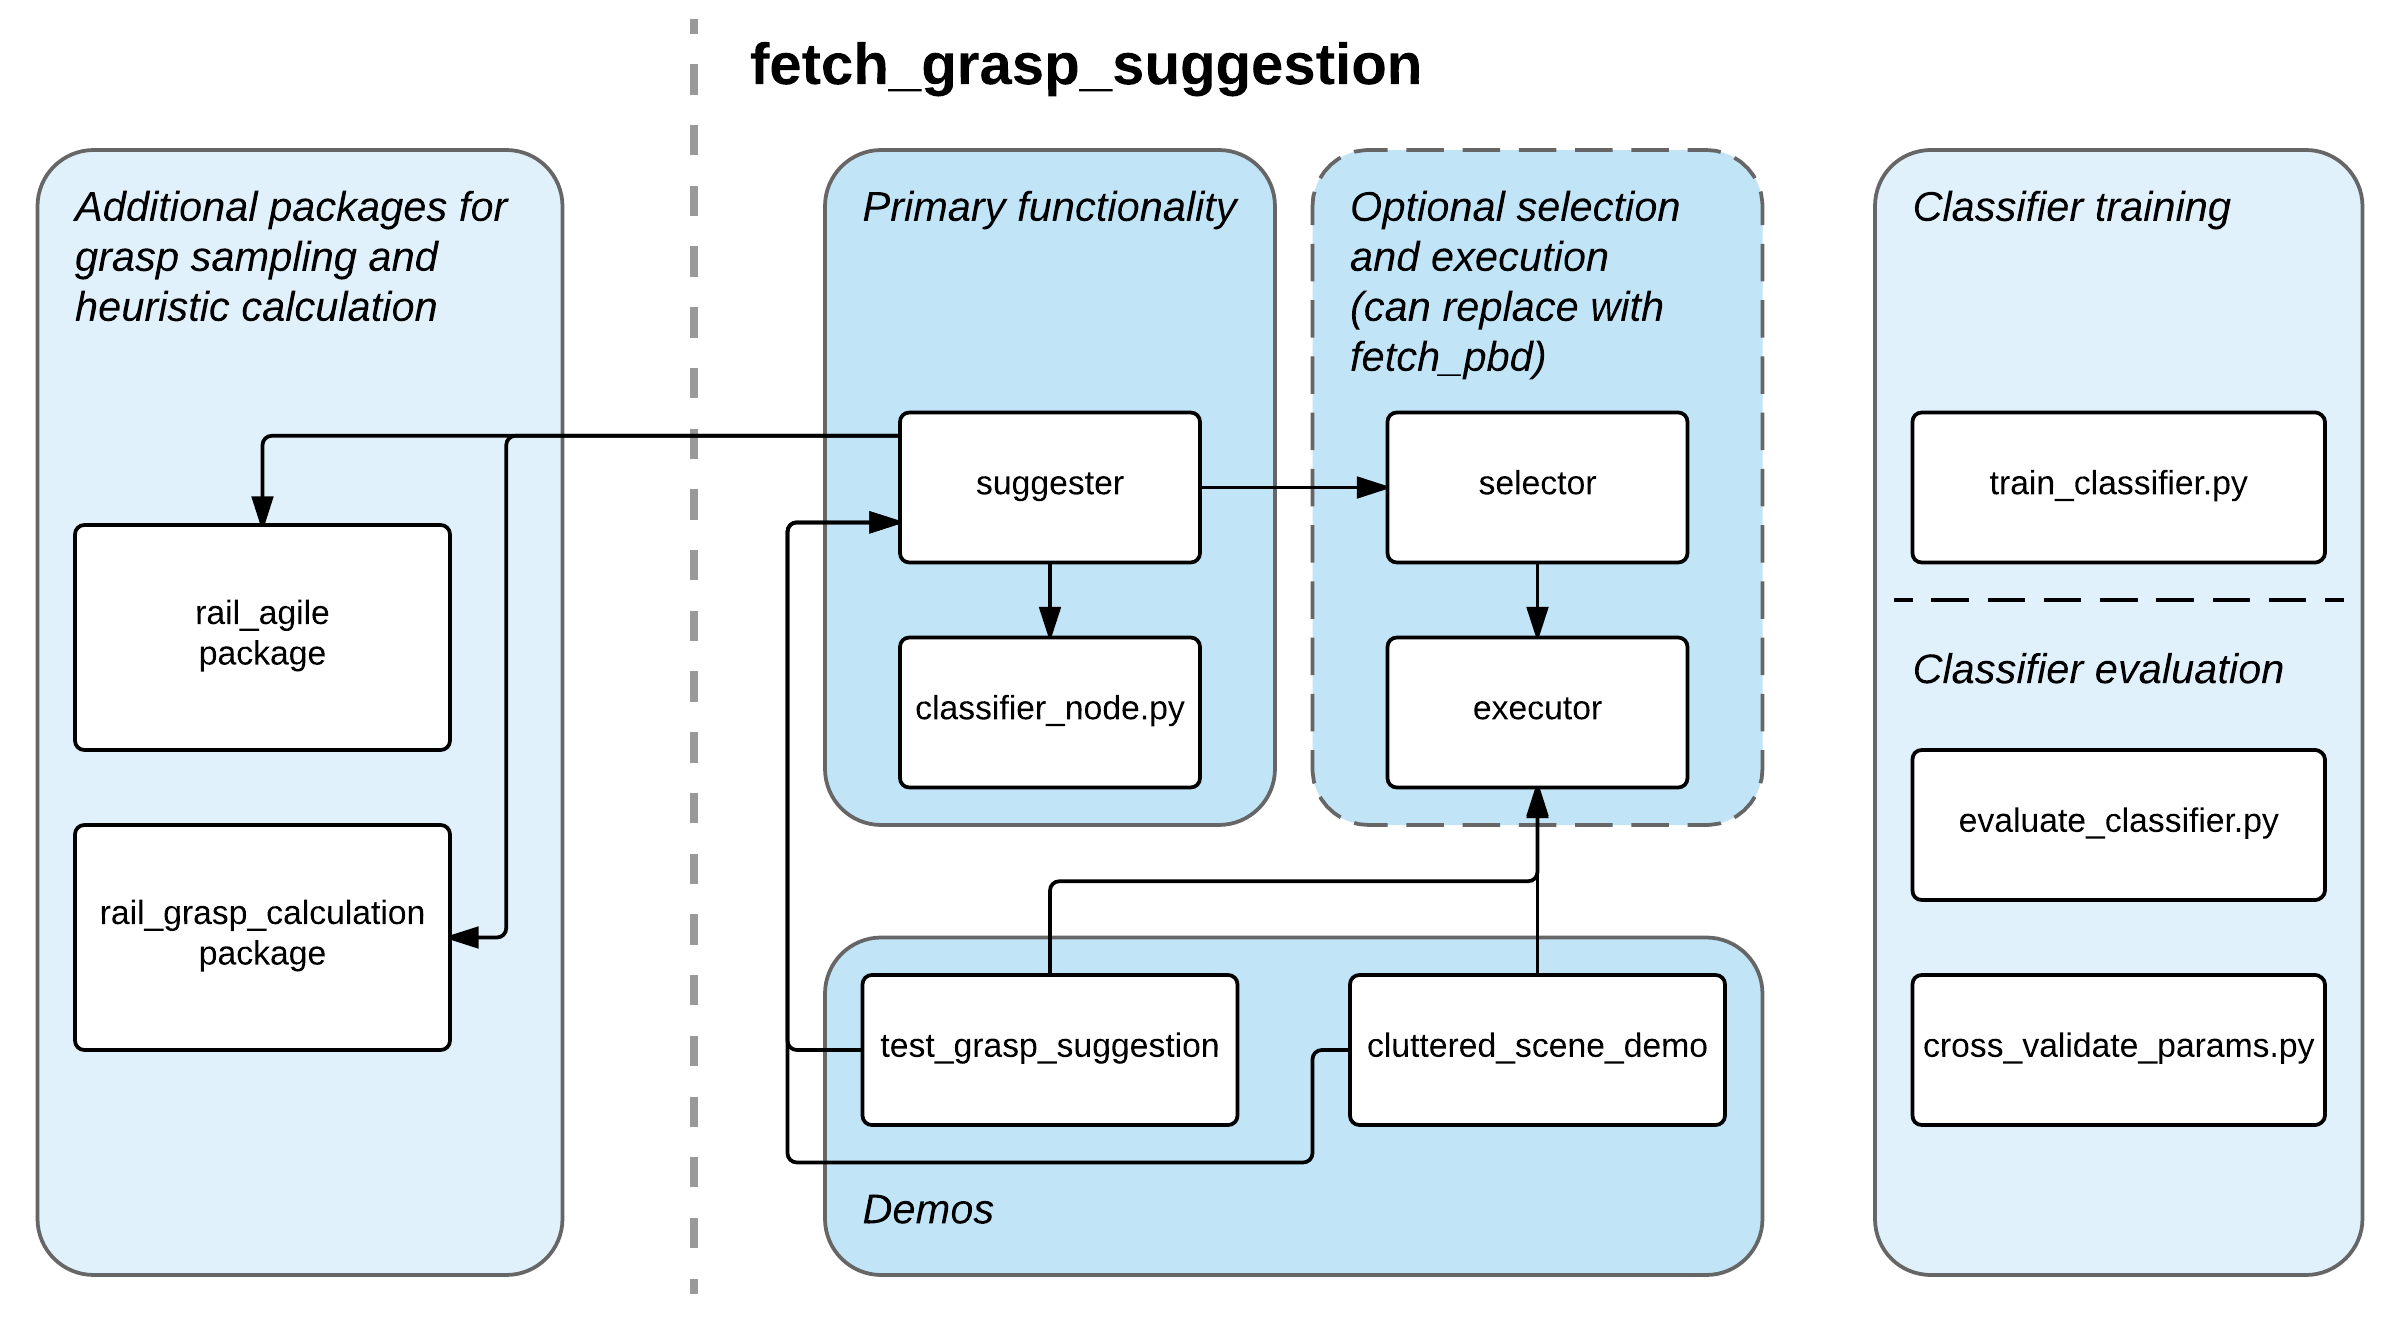 fetch_grasp_suggestion
Additional packages for
grasp sampling and
heuristic calculation
rail_agile
package
rail_grasp_calculation
package
Primary functionality
suggester
classifier_node.py
Optional selection
and execution
(can replace with
fetch_pbd)
selector
executor
test_grasp_suggestion
cluttered_scene_demo
Demos
Classifier training
train_classifier.py
Classifier evaluation
evaluate_classifier.py
cross_validate_params.py